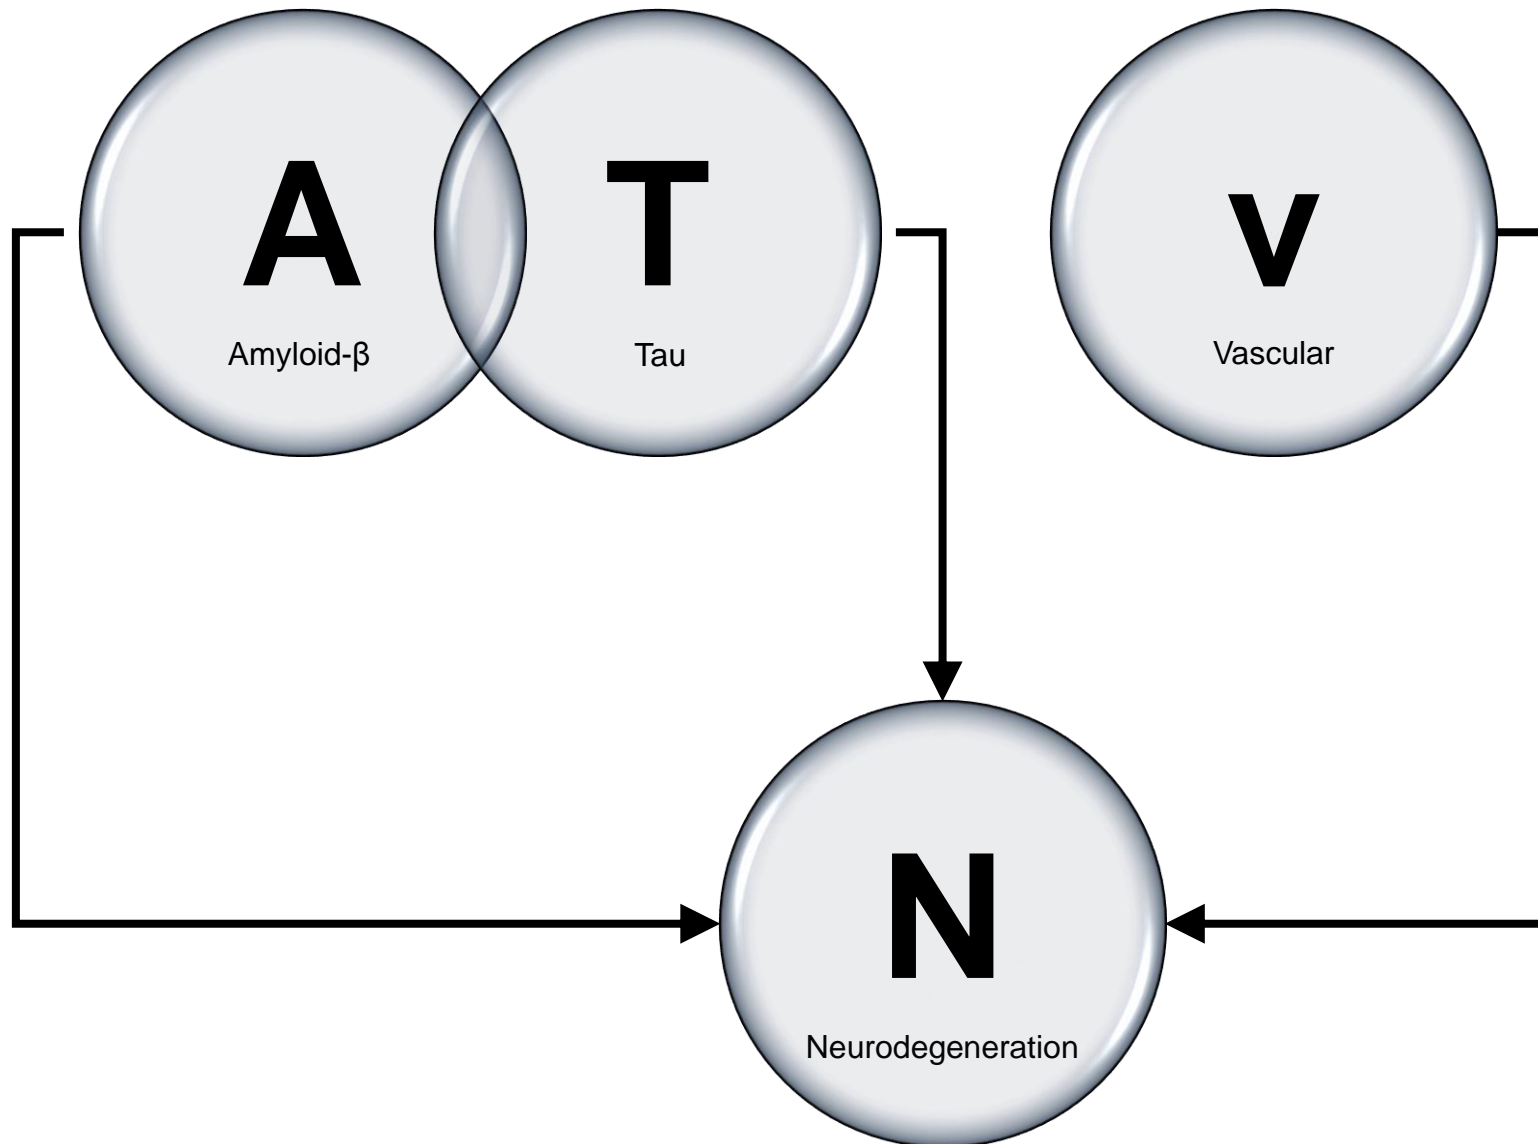 A
T
v
Amyloid-β
Tau
Vascular
N
Neurodegeneration